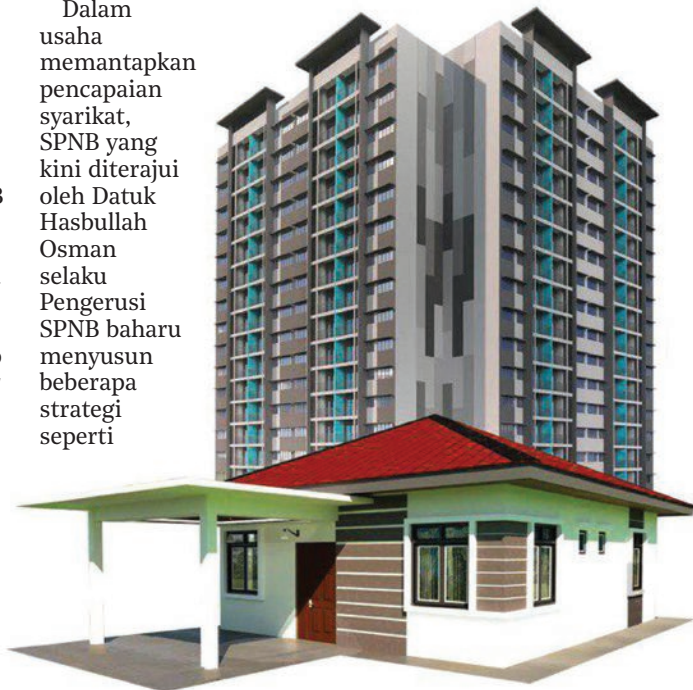 Dalam
usaha
memantapkan
pencapaian
syarikat,
SPNB yang
kini diterajui
oleh Datuk
Hasbullah
Osman
selaku
Pengerusi
SPNB baharu
menyusun
beberapa
strategi
seperti